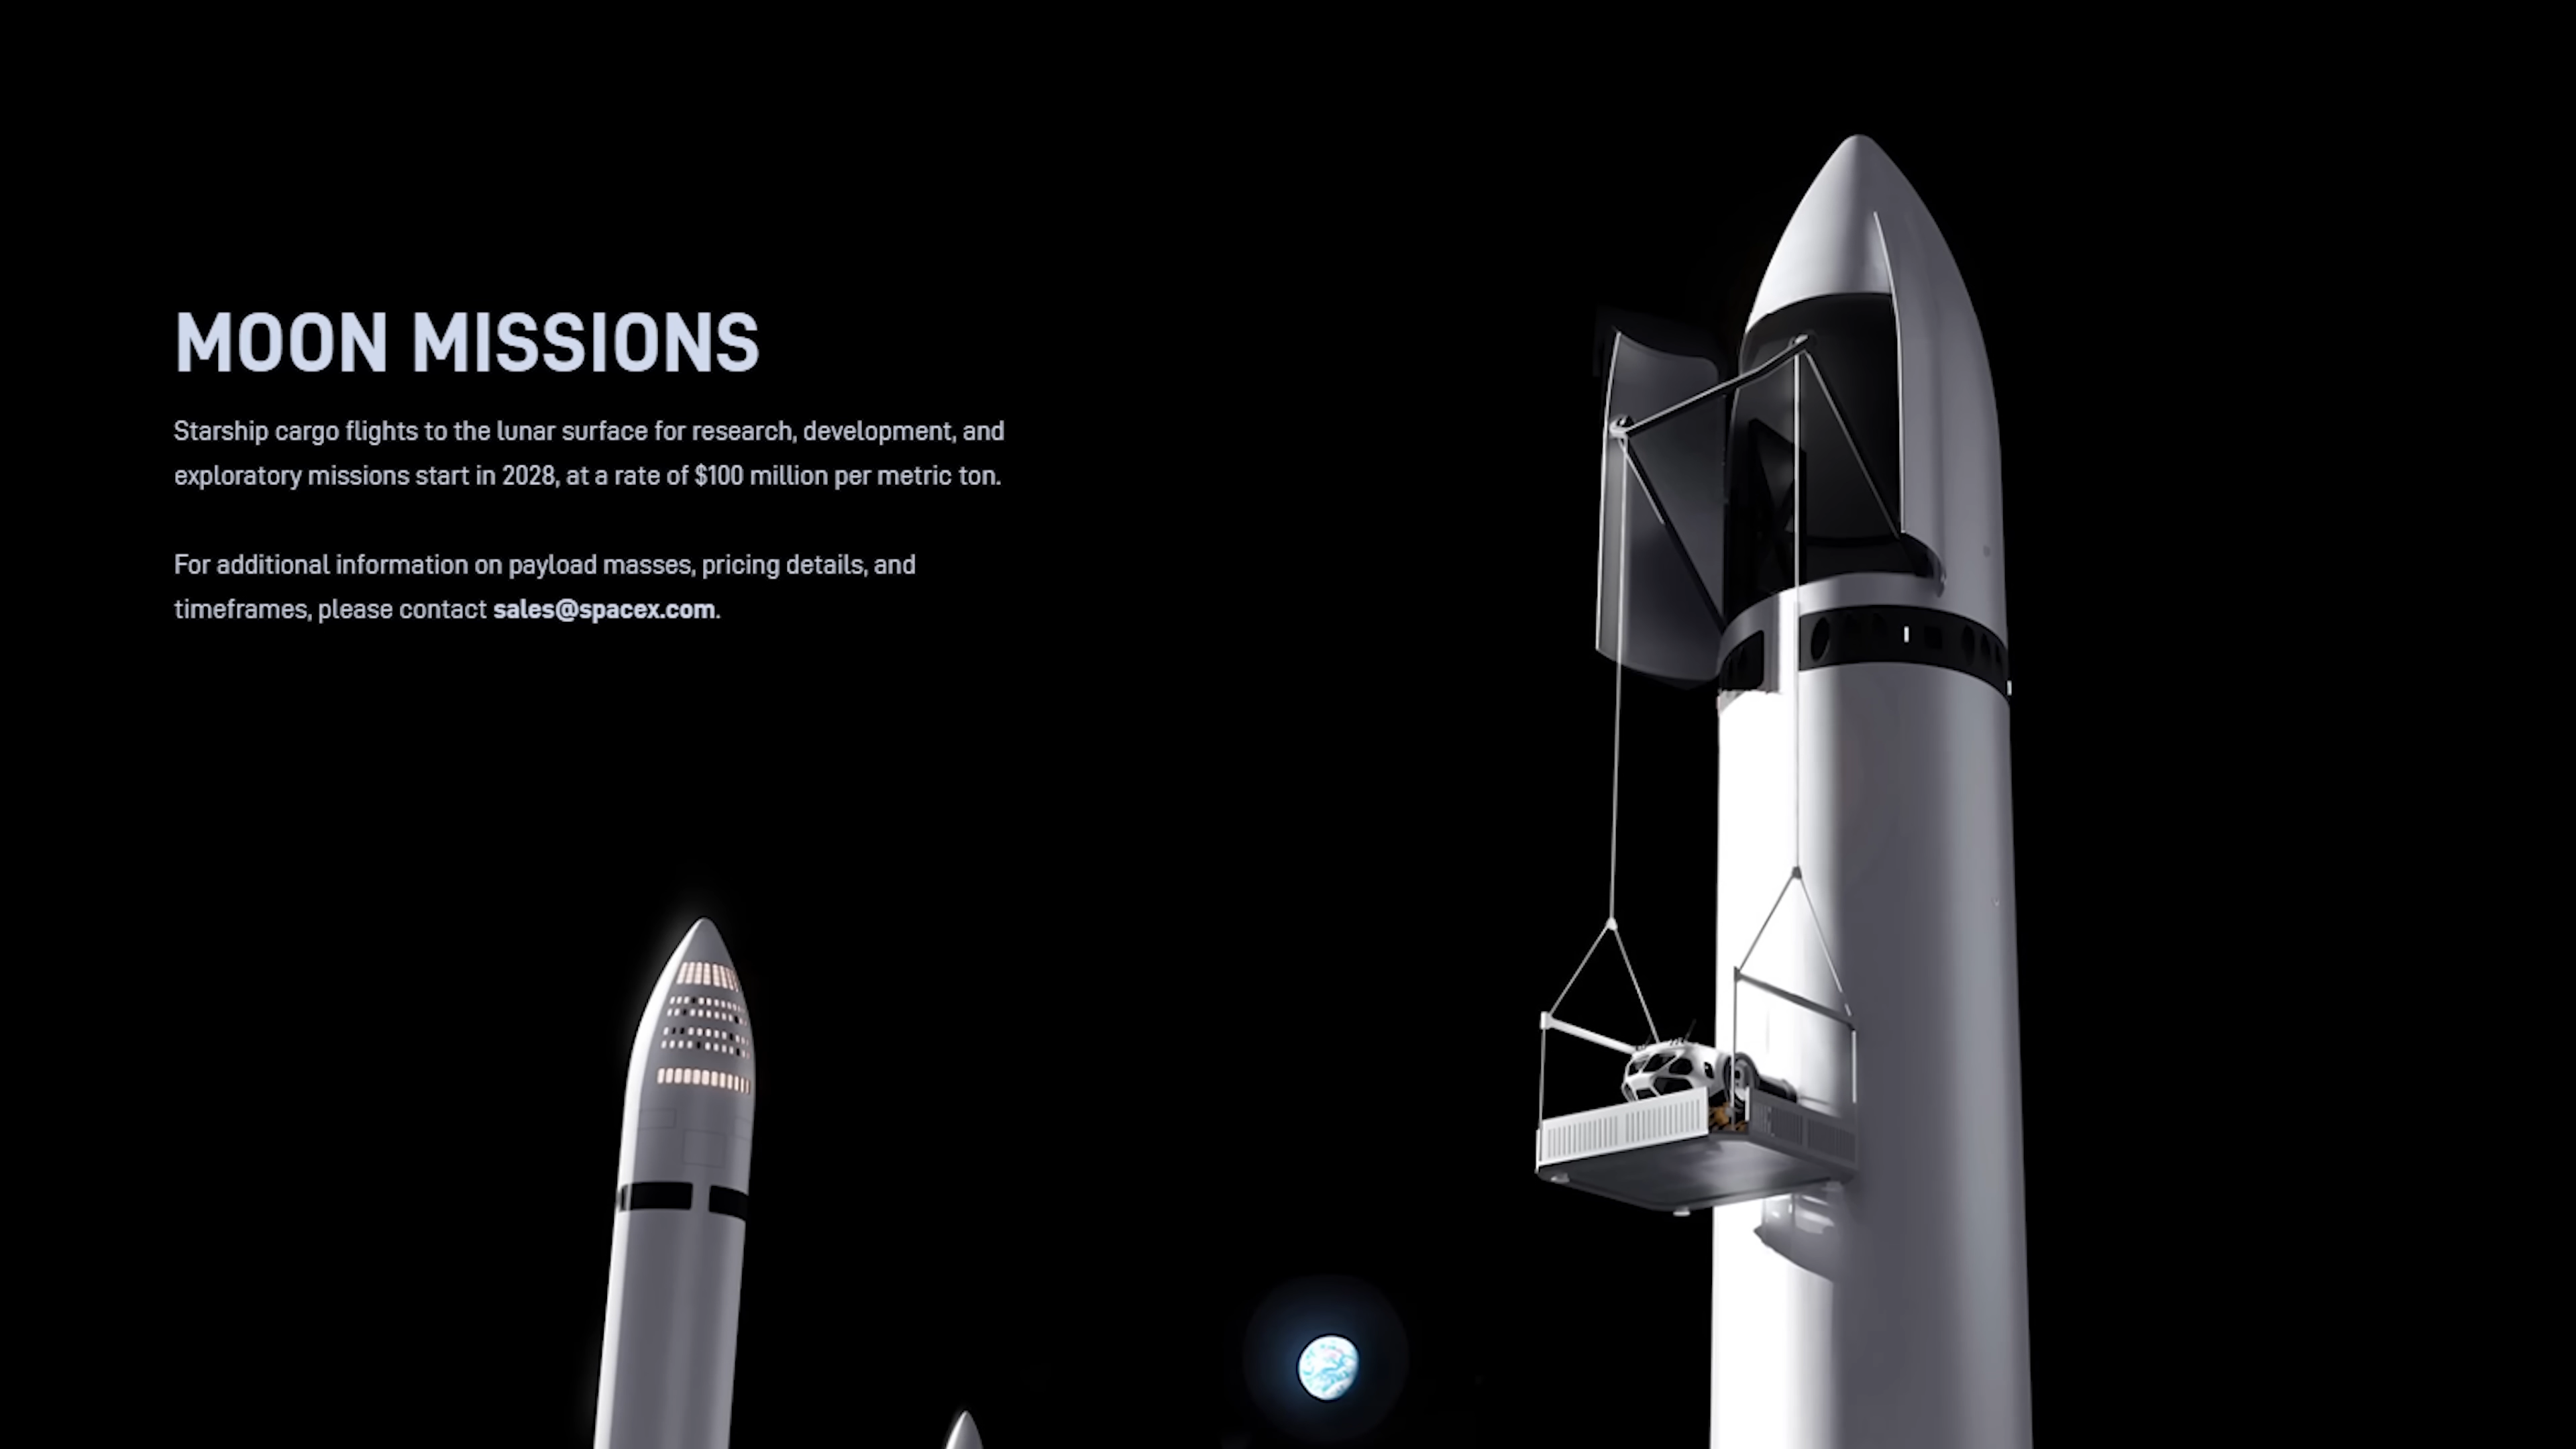 MOON MISSIONS
Starship cargo flights to the lunar surface for research, development, and
exploratory missions start in 2028, at a rate of $100 million per metric ton.
For additional information on payload masses, pricing details, and
timeframes, please contact sales@spacex.com.